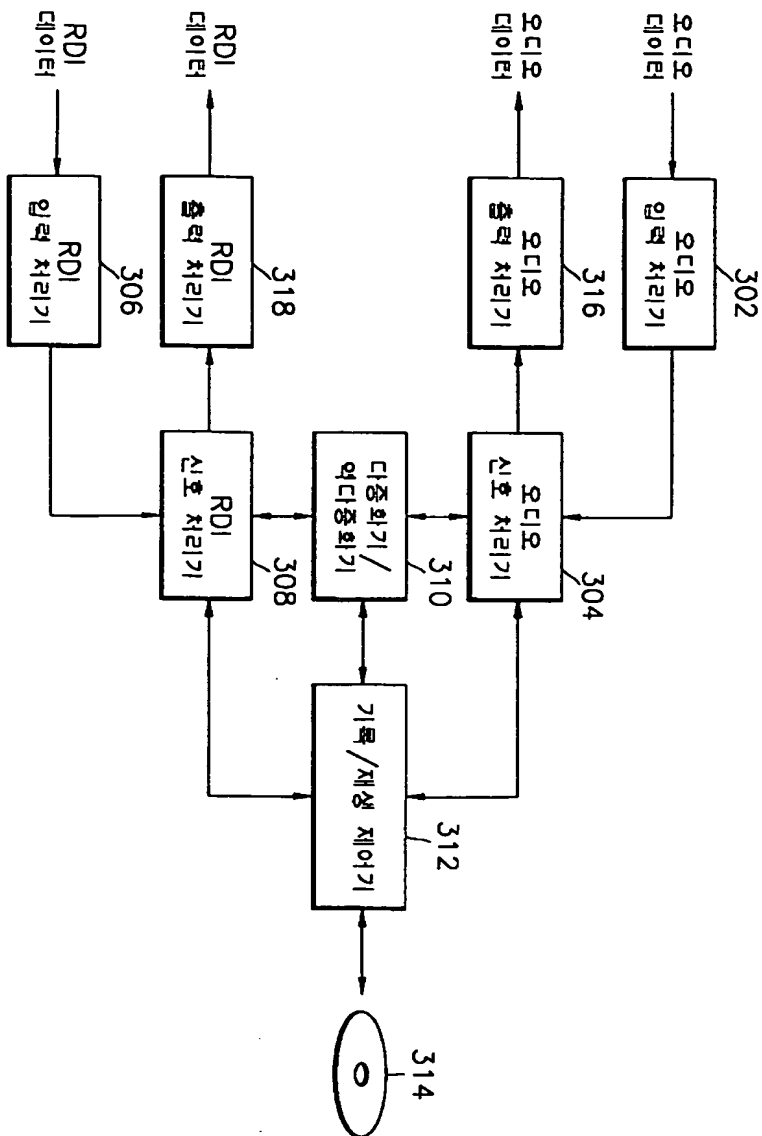 302
오디오
데이터
오디오
입력 처리기
316
304
오디오
데이터
오디오
출력 처리기
오디오
신호 처리기
310
312
314
다중화기/
역다중화기
기록/재생 제어기
318
308
RDI
데이터
RDI
출력 처리기
RDI
신호 처리기
306
RDI
데이터
RDI
입력 처리기